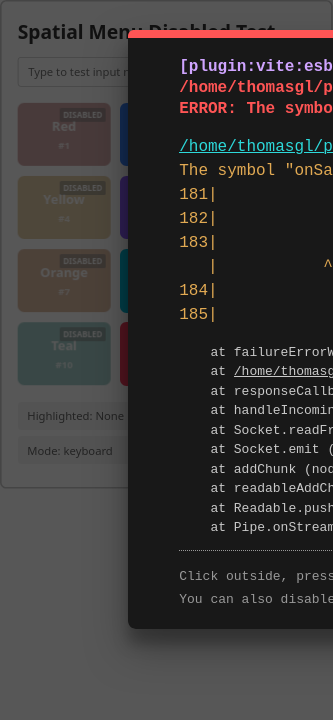 Spatial Menu Disabled Test
Type to test input
DISABLED
Red
#1
DISABLED
Yellow
#4
DISABLED
Orange
#7
DISABLED
Teal
#10
Highlighted: None
Mode: keyboard
[plugin:vite:esb
/home/thomasgl/p
ERROR: The symbo
/home/thomasgl/p
The symbol "onSa
181|
182|
183|
|           ^
184|
185|
at failureErrorW
at /home/thomasg
at responseCallb
at handleIncomin
at Socket.readFr
at Socket.emit (
at addChunk (nod
at readableAddCh
at Readable.push
at Pipe.onStream
Click outside, press
You can also disable